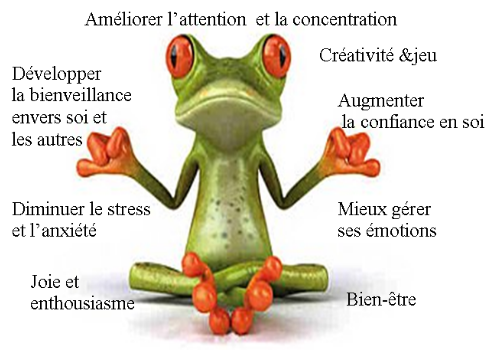 Améliorer l'attention et la concentration
Créativité &jeu
Développer
la bienveillance
envers soi et
les autres
Augmenter
la confiance en soi
Diminuer le stress
et l'anxiété
Mieux gérer
ses émotions
Joie et
enthousiasme
Bien-être